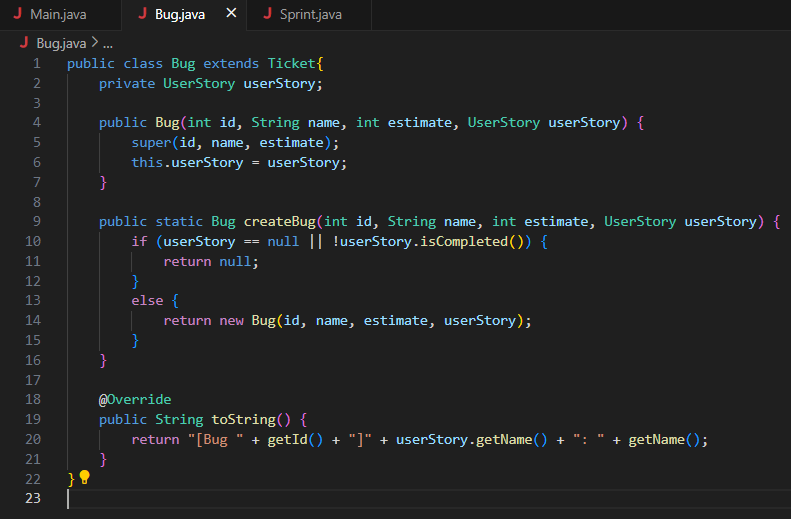 J Main.java J Bug.java × J Sprint.java
J Bug.java > ...
1 public class Bug extends Ticket{
2     private UserStory userStory;
3
4     public Bug(int id, String name, int estimate, UserStory userStory) {
5         super(id, name, estimate);
6         this.userStory = userStory;
7     }
8
9     public static Bug createBug(int id, String name, int estimate, UserStory userStory) {
10         if (userStory == null || !userStory.isCompleted()) {
11             return null;
12         }
13         else {
14             return new Bug(id, name, estimate, userStory);
15         }
16     }
17
18     @Override
19     public String toString() {
20         return "[Bug " + getId() + "]" + userStory.getName() + ": " + getName();
21     }
22 }
23